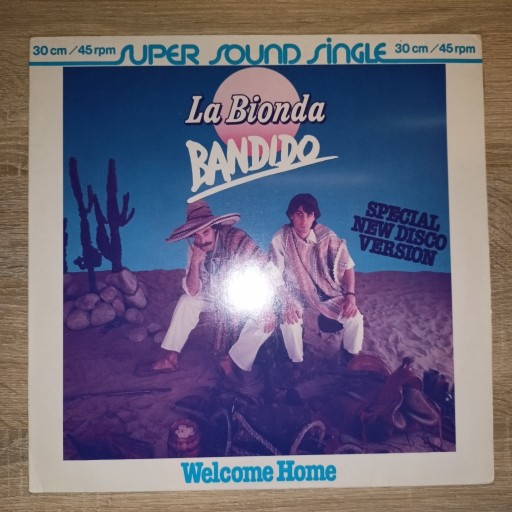 30 cm / 45 rpm SUPER SOUND SINGLE 30 cm / 45 rpm
La Bionda
BANDIDO
SPECIAL
NEW DISCO
VERSION
Welcome Home